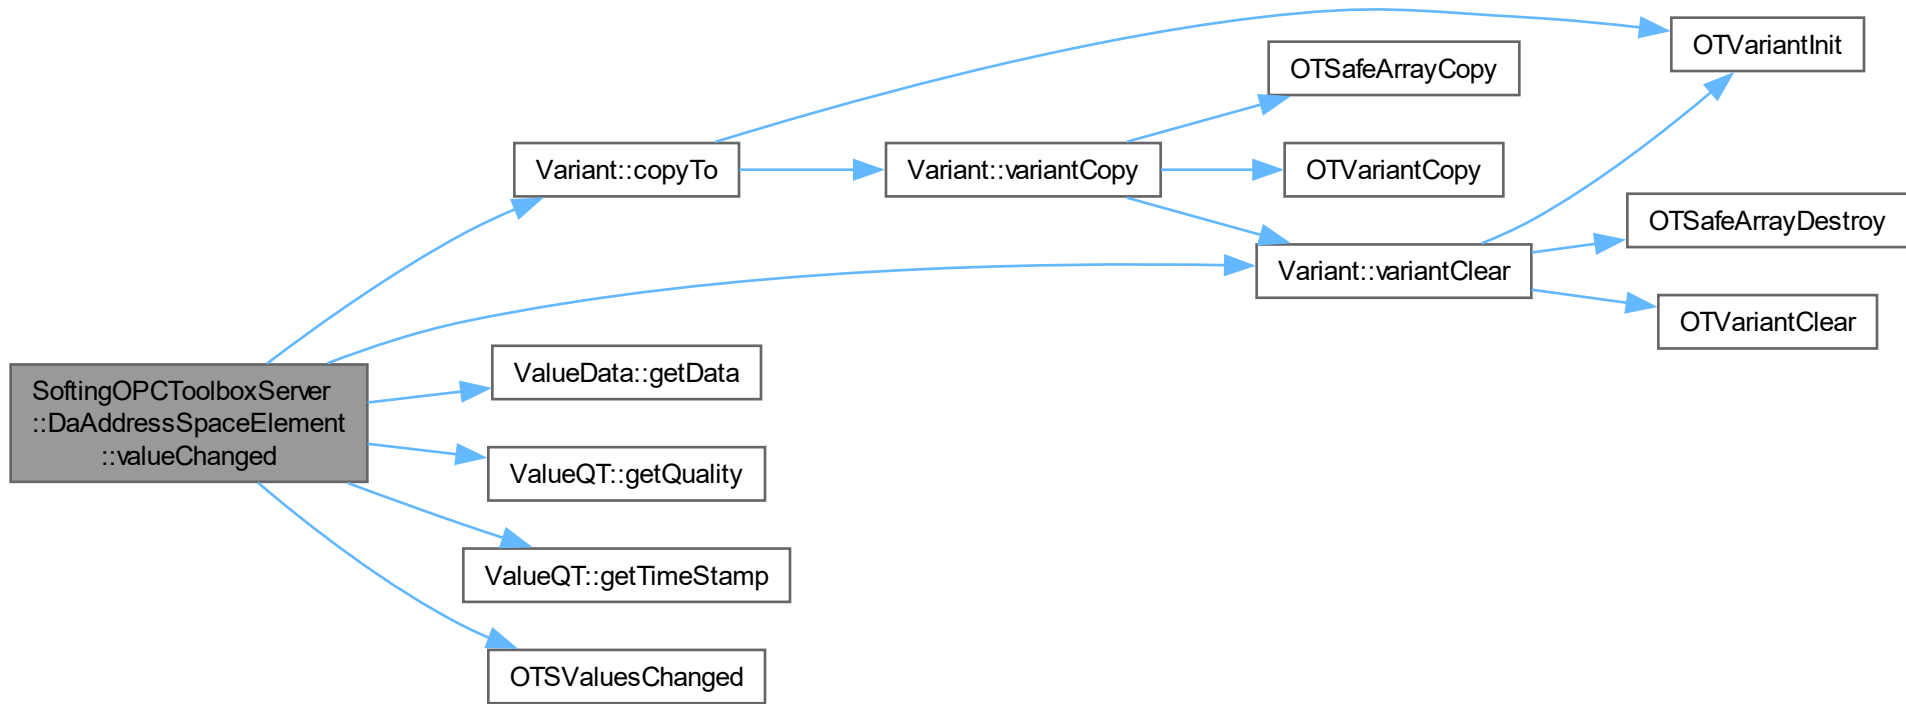 OTVariantInit
OTSafeArrayCopy
Variant::copyTo
Variant::variantCopy
OTVariantCopy
OTSafeArrayDestroy
Variant::variantClear
OTVariantClear
SoftingOPCToolboxServer
::DaAddressSpaceElement
::valueChanged
ValueData::getData
ValueQT::getQuality
ValueQT::getTimeStamp
OTSValuesChanged